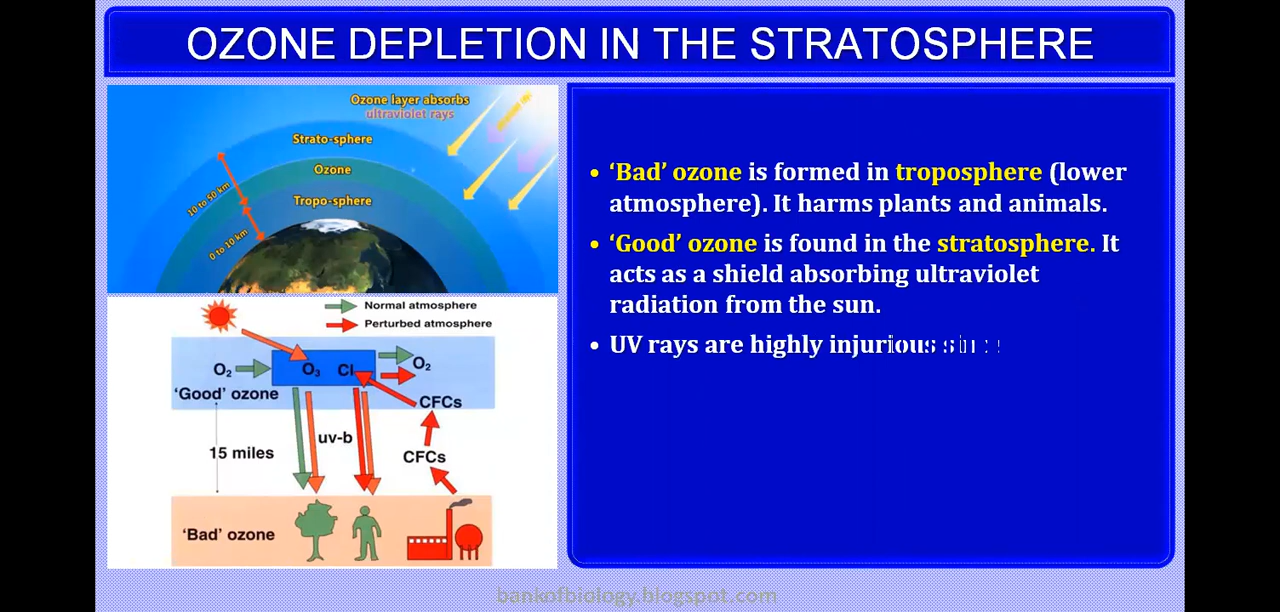 OZONE DEPLETION IN THE STRATOSPHERE
Ozone layer absorbs
ultraviolet rays
Strato-sphere
Ozone
Tropo-sphere
10 to 50 km
0 to 10 km
Normal atmosphere
Perturbed atmosphere
O₂
O₃
Cl
O₂
'Good' ozone
CFCs
uv-b
15 miles
CFCs
'Bad' ozone
• 'Bad' ozone is formed in troposphere (lower
atmosphere). It harms plants and animals.
• 'Good' ozone is found in the stratosphere. It
acts as a shield absorbing ultraviolet
radiation from the sun.
• UV rays are highly injurious
bankofbiology.blogspot.com